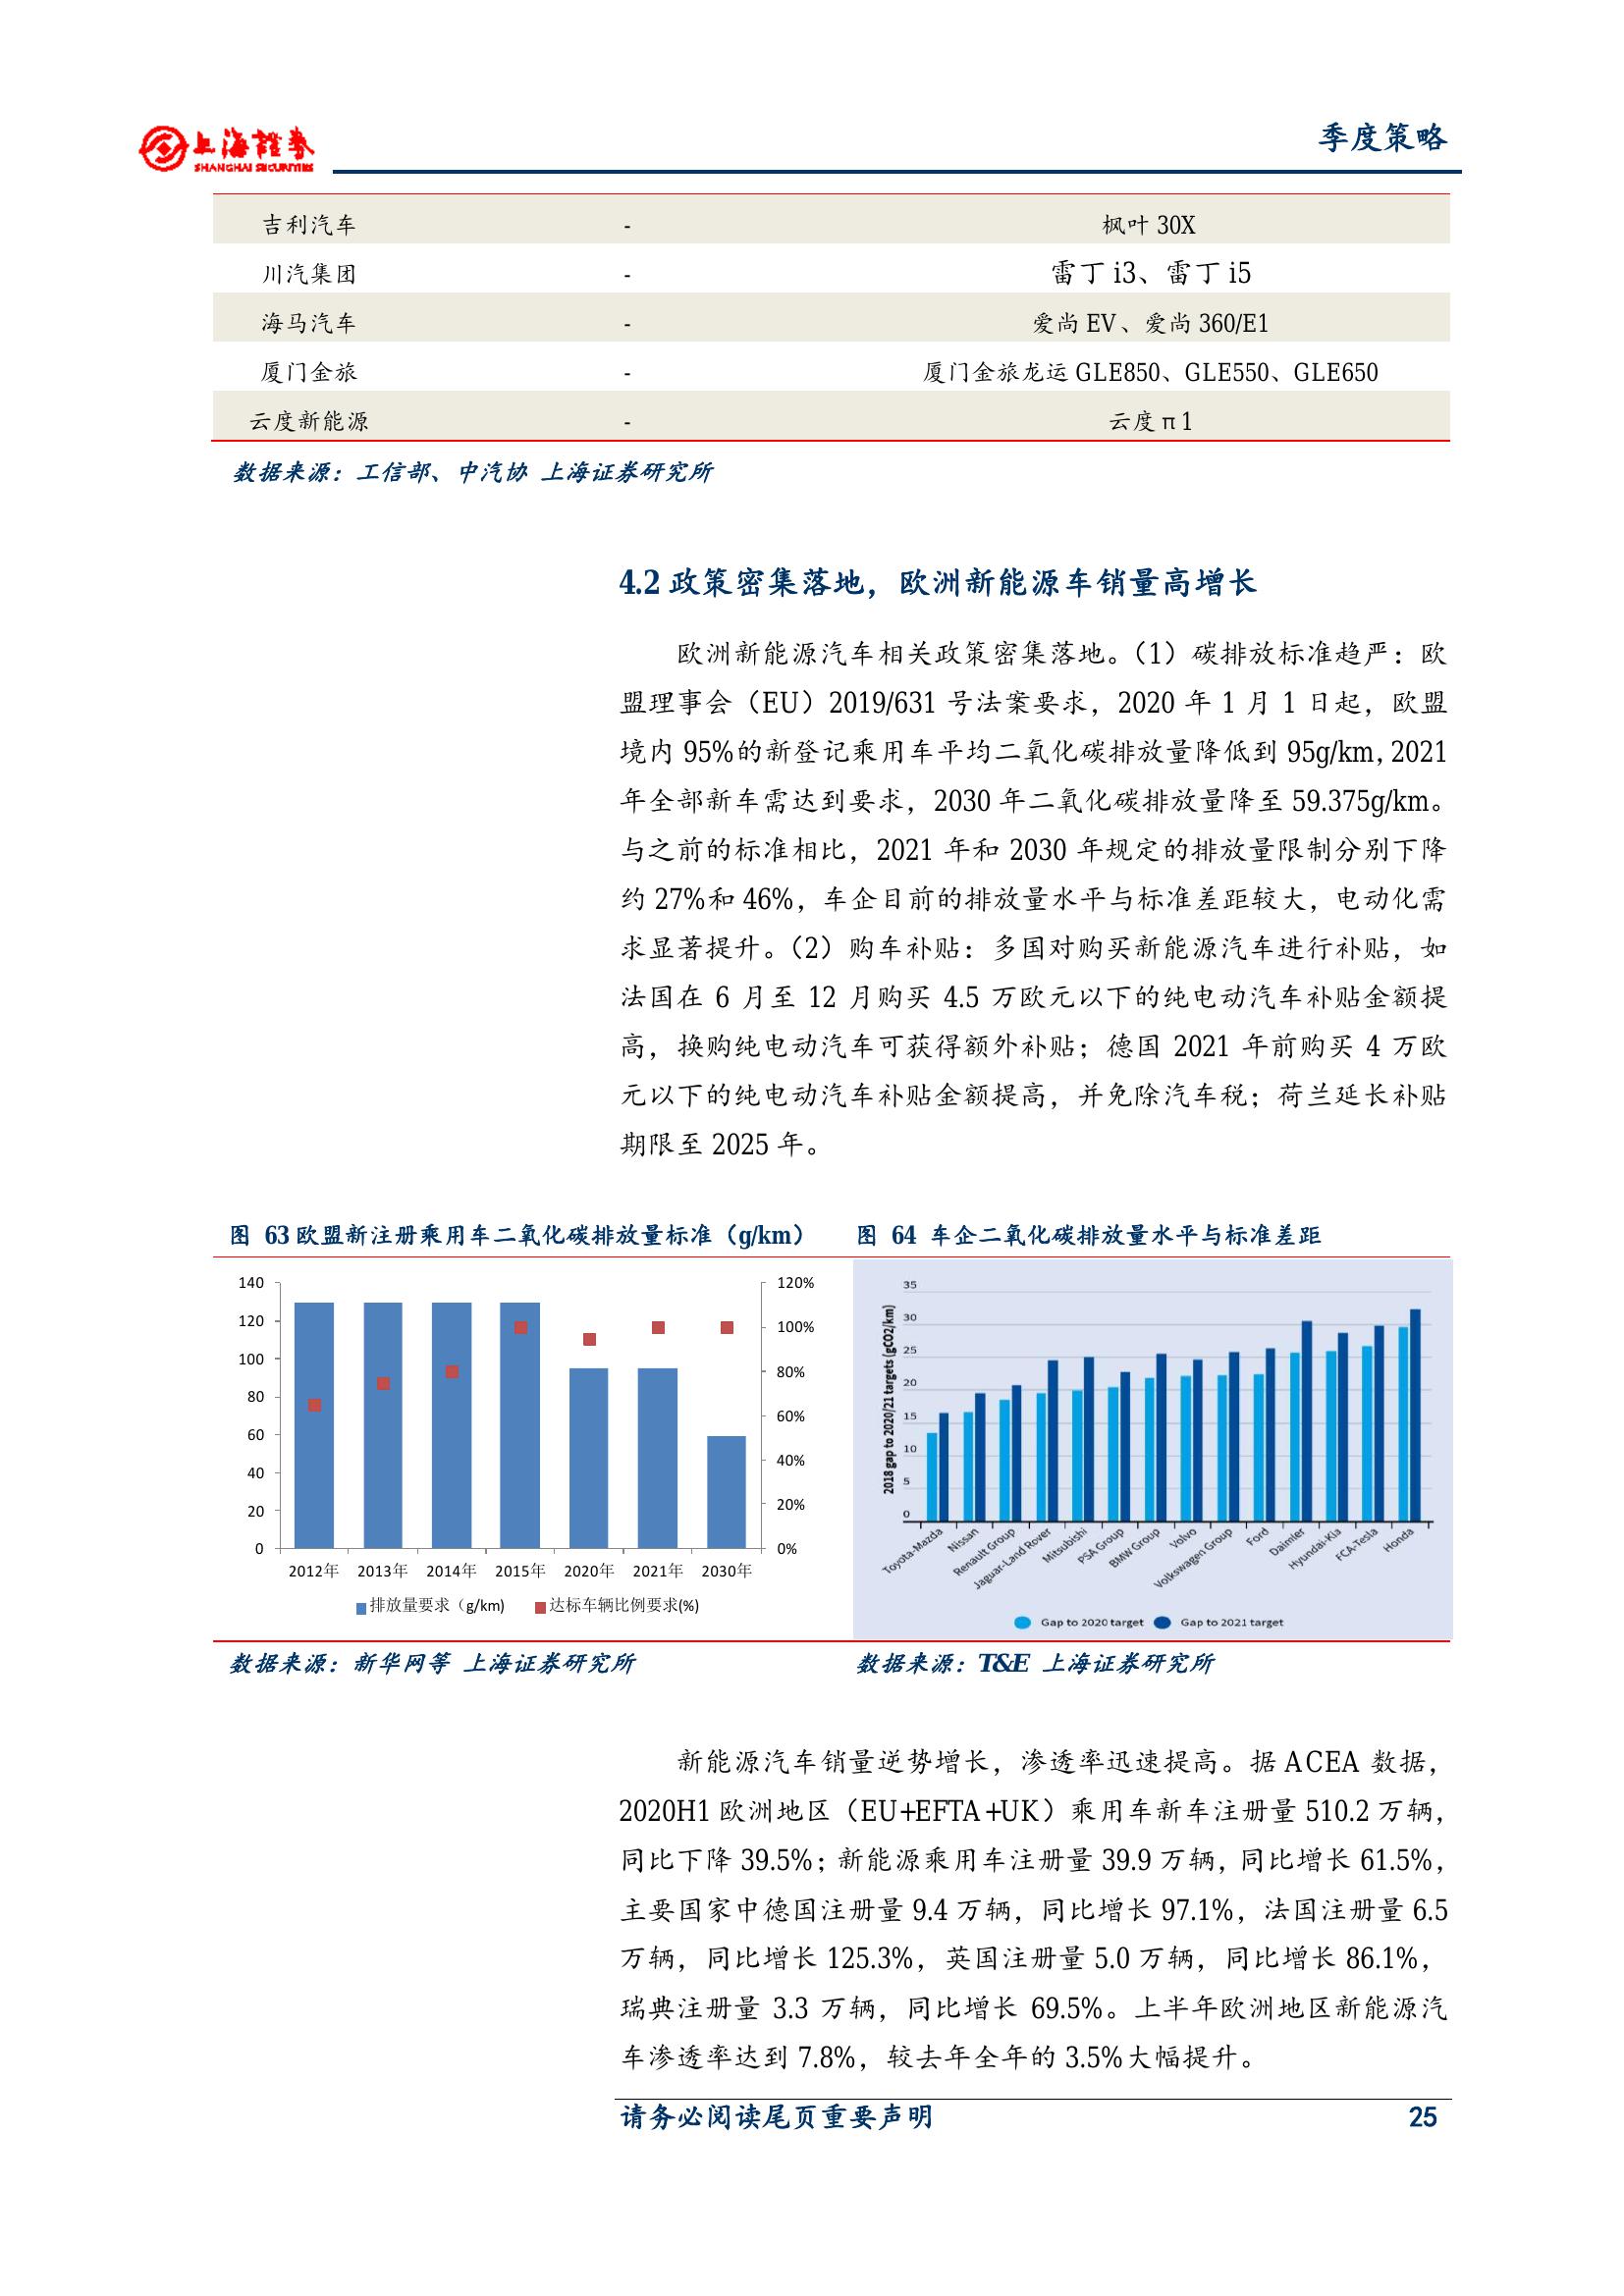 上海證券
SHANGHAI SECURITIES
季度策略
吉利汽车 - 枫叶 30X
川汽集团 - 雷丁 i3、雷丁 i5
海马汽车 - 爱尚 EV、爱尚 360/E1
厦门金旅 - 厦门金旅龙运 GLE850、GLE550、GLE650
云度新能源 - 云度 π 1
数据来源：工信部、中汽协 上海证券研究所
4.2 政策密集落地，欧洲新能源车销量高增长
欧洲新能源汽车相关政策密集落地。（1）碳排放标准趋严：欧
盟理事会（EU）2019/631 号法案要求，2020 年 1 月 1 日起，欧盟
境内 95%的新登记乘用车平均二氧化碳排放量降低到 95g/km，2021
年全部新车需达到要求，2030 年二氧化碳排放量降至 59.375g/km。
与之前的标准相比，2021 年和 2030 年规定的排放量限制分别下降
约 27%和 46%，车企目前的排放量水平与标准差距较大，电动化需
求显著提升。（2）购车补贴：多国对购买新能源汽车进行补贴，如
法国在 6 月至 12 月购买 4.5 万欧元以下的纯电动汽车补贴金额提
高，换购纯电动汽车可获得额外补贴；德国 2021 年前购买 4 万欧
元以下的纯电动汽车补贴金额提高，并免除汽车税；荷兰延长补贴
期限至 2025 年。
图 63 欧盟新注册乘用车二氧化碳排放量标准（g/km）
140
120
100
80
60
40
20
0
120%
100%
80%
60%
40%
20%
0%
2012年 2013年 2014年 2015年 2020年 2021年 2030年
排放量要求（g/km) 达标车辆比例要求(%)
数据来源：新华网等 上海证券研究所
图 64 车企二氧化碳排放量水平与标准差距
2018 gap to 2020/21 targets (gCO2/km)
35
30
25
20
15
10
5
0
Toyota-Mazda Nissan Renault Group Jaguar-Land Rover Mitsubishi PSA Group BMW Group Volvo Volkswagen Group Ford Daimler Hyundai-Kia FCA-Tesla Honda
Gap to 2020 target Gap to 2021 target
数据来源：T&E 上海证券研究所
新能源汽车销量逆势增长，渗透率迅速提高。据 ACEA 数据，
2020H1 欧洲地区（EU+EFTA+UK）乘用车新车注册量 510.2 万辆，
同比下降 39.5%；新能源乘用车注册量 39.9 万辆，同比增长 61.5%，
主要国家中德国注册量 9.4 万辆，同比增长 97.1%，法国注册量 6.5
万辆，同比增长 125.3%，英国注册量 5.0 万辆，同比增长 86.1%，
瑞典注册量 3.3 万辆，同比增长 69.5%。上半年欧洲地区新能源汽
车渗透率达到 7.8%，较去年全年的 3.5%大幅提升。
请务必阅读尾页重要声明 25